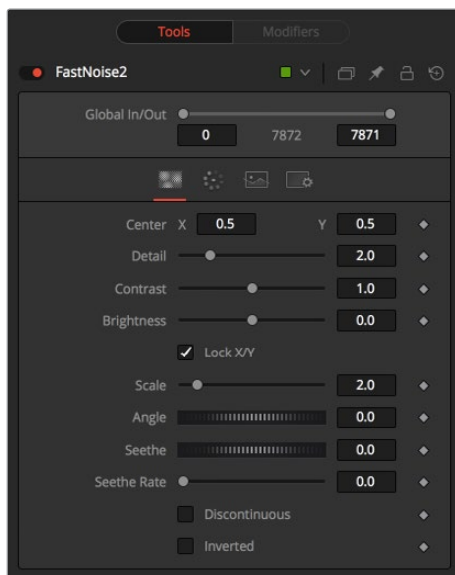 Tools Modifiers
FastNoise2
Global In/Out
0 7872 7871
Center X 0.5 Y 0.5
Detail 2.0
Contrast 1.0
Brightness 0.0
Lock X/Y
Scale 2.0
Angle 0.0
Seethe 0.0
Seethe Rate 0.0
Discontinuous
Inverted